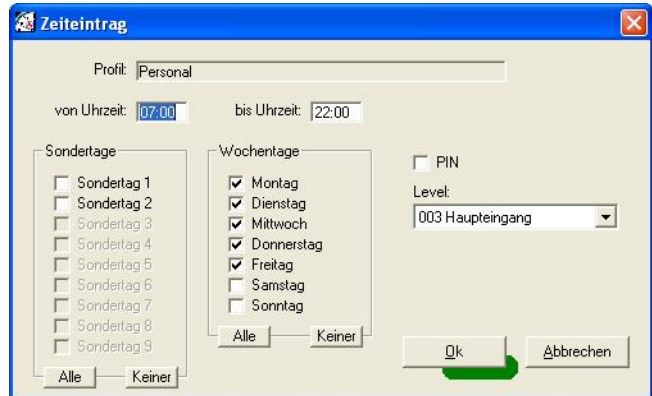 Zeiteintrag
Profil: Personal
von Uhrzeit: 07:00 bis Uhrzeit: 22:00
Sondertage
Sondertag 1
Sondertag 2
Sondertag 3
Sondertag 4
Sondertag 5
Sondertag 6
Sondertag 7
Sondertag 8
Sondertag 9
Alle Keiner
Wochentage
Montag
Dienstag
Mittwoch
Donnerstag
Freitag
Samstag
Sonntag
Alle Keiner
PIN
Level:
003 Haupteingang
Ok Abbrechen